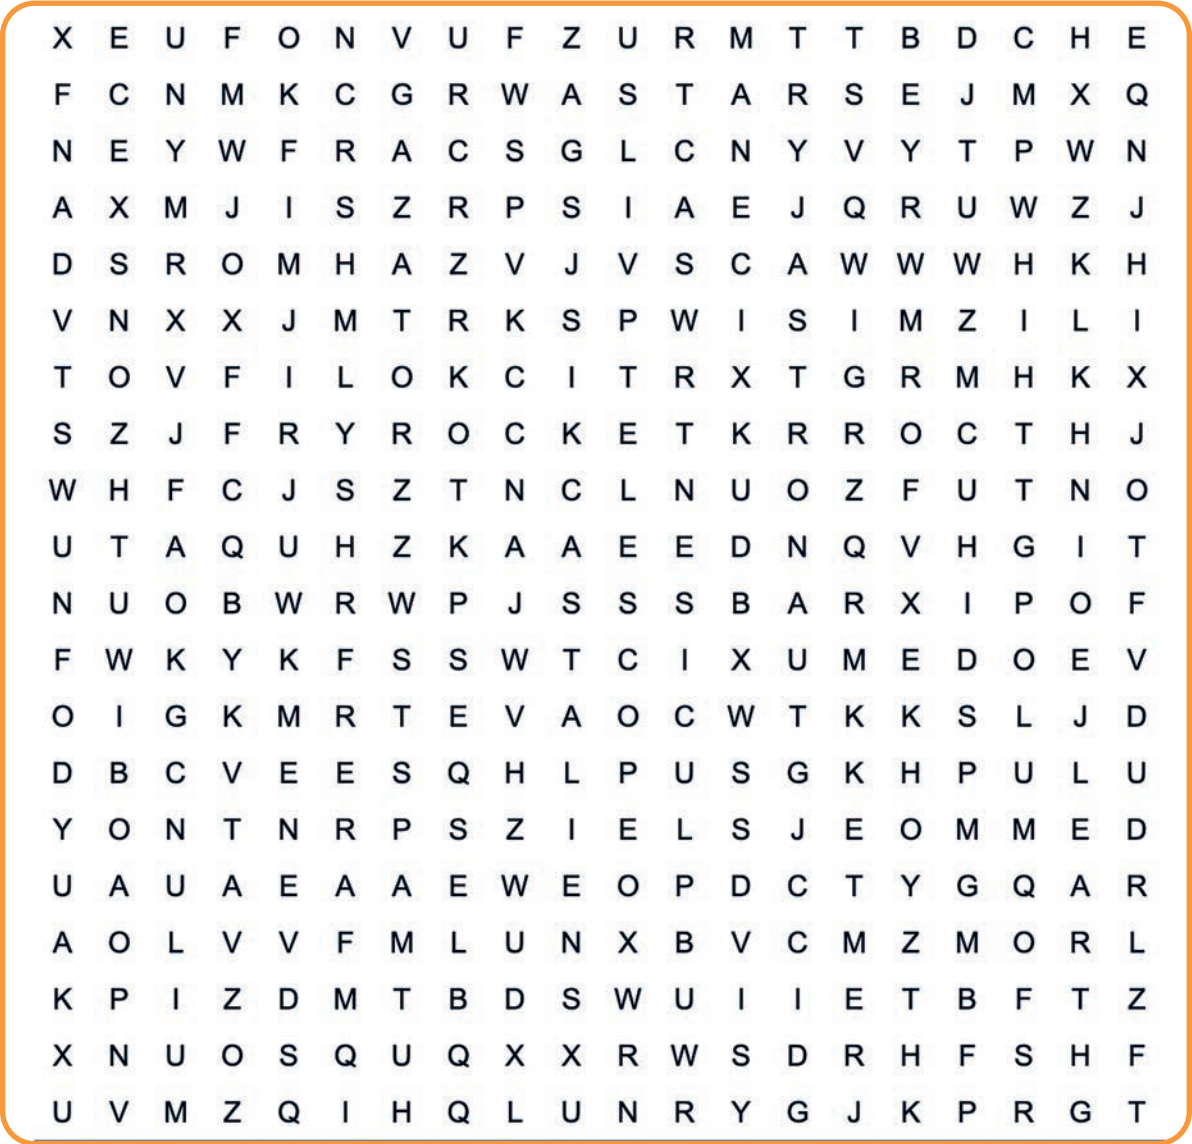 X E U F O N V U F Z U R M T T B D C H E
F C N M K C G R W A S T A R S E J M X Q
N E Y W F R A C S G L C N Y V Y T P W N
A X M J I S Z R P S I A E J Q R U W Z J
D S R O M H A Z V J V S C A W W W H K H
V N X X J M T R K S P W I S I M Z I L I
T O V F I L O K C I T R X T G R M H K X
S Z J F R Y R O C K E T K R R O C T H J
W H F C J S Z T N C L N U O Z F U T N O
U T A Q U H Z K A A E E D N Q V H G I T
N U O B W R W P J S S S B A R X I P O F
F W K Y K F S S W T C I X U M E D O E V
O I G K M R T E V A O C W T K K S L J D
D B C V E E S Q H L P U S G K H P U L U
Y O N T N R P S Z I E L S J E O M M E D
U A U A E A A E W E O P D C T Y G Q A R
A O L V V F M L U N X B V C M Z M O R L
K P I Z D M T B D S W U I I E T B F T Z
X N U O S Q U Q X X R W S D R H F S H F
U V M Z Q I H Q L U N R Y G J K P R G T